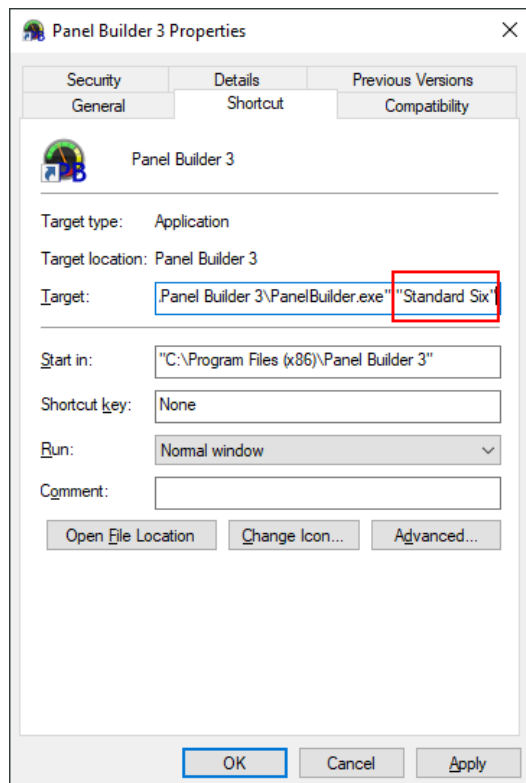 Panel Builder 3 Properties
Security Details Previous Versions
General Shortcut Compatibility
Panel Builder 3
Target type: Application
Target location: Panel Builder 3
Target: .Panel Builder 3\PanelBuilder.exe" "Standard Six"
Start in: "C:\Program Files (x86)\Panel Builder 3"
Shortcut key: None
Run: Normal window
Comment:
Open File Location Change Icon... Advanced...
OK Cancel Apply